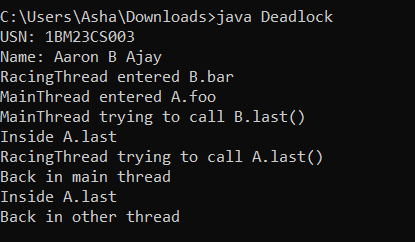 C:\Users\Asha\Downloads>java Deadlock
USN: 1BM23CS003
Name: Aaron B Ajay
RacingThread entered B.bar
MainThread entered A.foo
MainThread trying to call B.last()
Inside A.last
RacingThread trying to call A.last()
Back in main thread
Inside A.last
Back in other thread